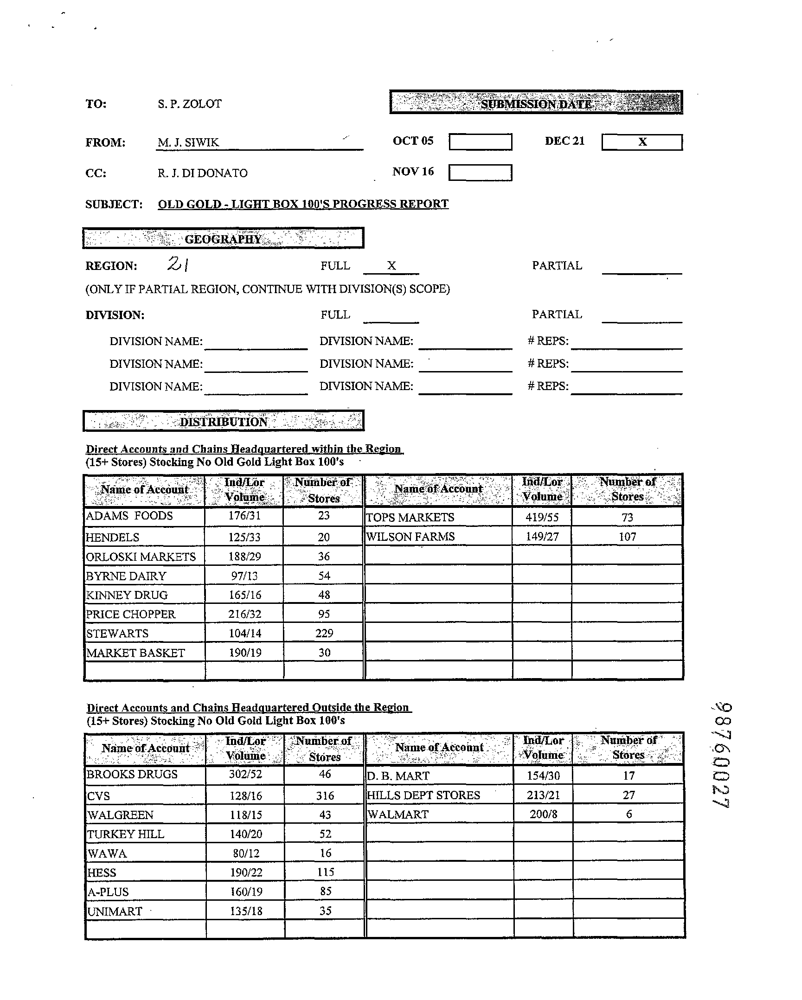 TO: S. P. ZOLOT SUBMISSION DATE
FROM: M. J. SIWIK OCT 05 DEC 21 X
CC: R. J. DI DONATO NOV 16
SUBJECT: OLD GOLD - LIGHT BOX 100'S PROGRESS REPORT
GEOGRAPHY
REGION: 21 FULL X PARTIAL
(ONLY IF PARTIAL REGION, CONTINUE WITH DIVISION(S) SCOPE)
DIVISION: FULL PARTIAL
DIVISION NAME: DIVISION NAME: # REPS:
DIVISION NAME: DIVISION NAME: # REPS:
DIVISION NAME: DIVISION NAME: # REPS:
DISTRIBUTION
Direct Accounts and Chains Headquartered within the Region
(15+ Stores) Stocking No Old Gold Light Box 100's
Name of Account Ind/Lor Volume Number of Stores Name of Account Ind/Lor Volume Number of Stores
ADAMS FOODS 176/31 23 TOPS MARKETS 419/55 73
HENDELS 125/33 20 WILSON FARMS 149/27 107
ORLOSKI MARKETS 188/29 36
BYRNE DAIRY 97/13 54
KINNEY DRUG 165/16 48
PRICE CHOPPER 216/32 95
STEWARTS 104/14 229
MARKET BASKET 190/19 30
Direct Accounts and Chains Headquartered Outside the Region
(15+ Stores) Stocking No Old Gold Light Box 100's
Name of Account Ind/Lor Volume Number of Stores Name of Account Ind/Lor Volume Number of Stores
BROOKS DRUGS 302/52 46 D. B. MART 154/30 17
CVS 128/16 316 HILLS DEPT STORES 213/21 27
WALGREEN 118/15 43 WALMART 200/8 6
TURKEY HILL 140/20 52
WAWA 80/12 16
HESS 190/22 115
A-PLUS 160/19 85
UNIMART 135/18 35
98760027